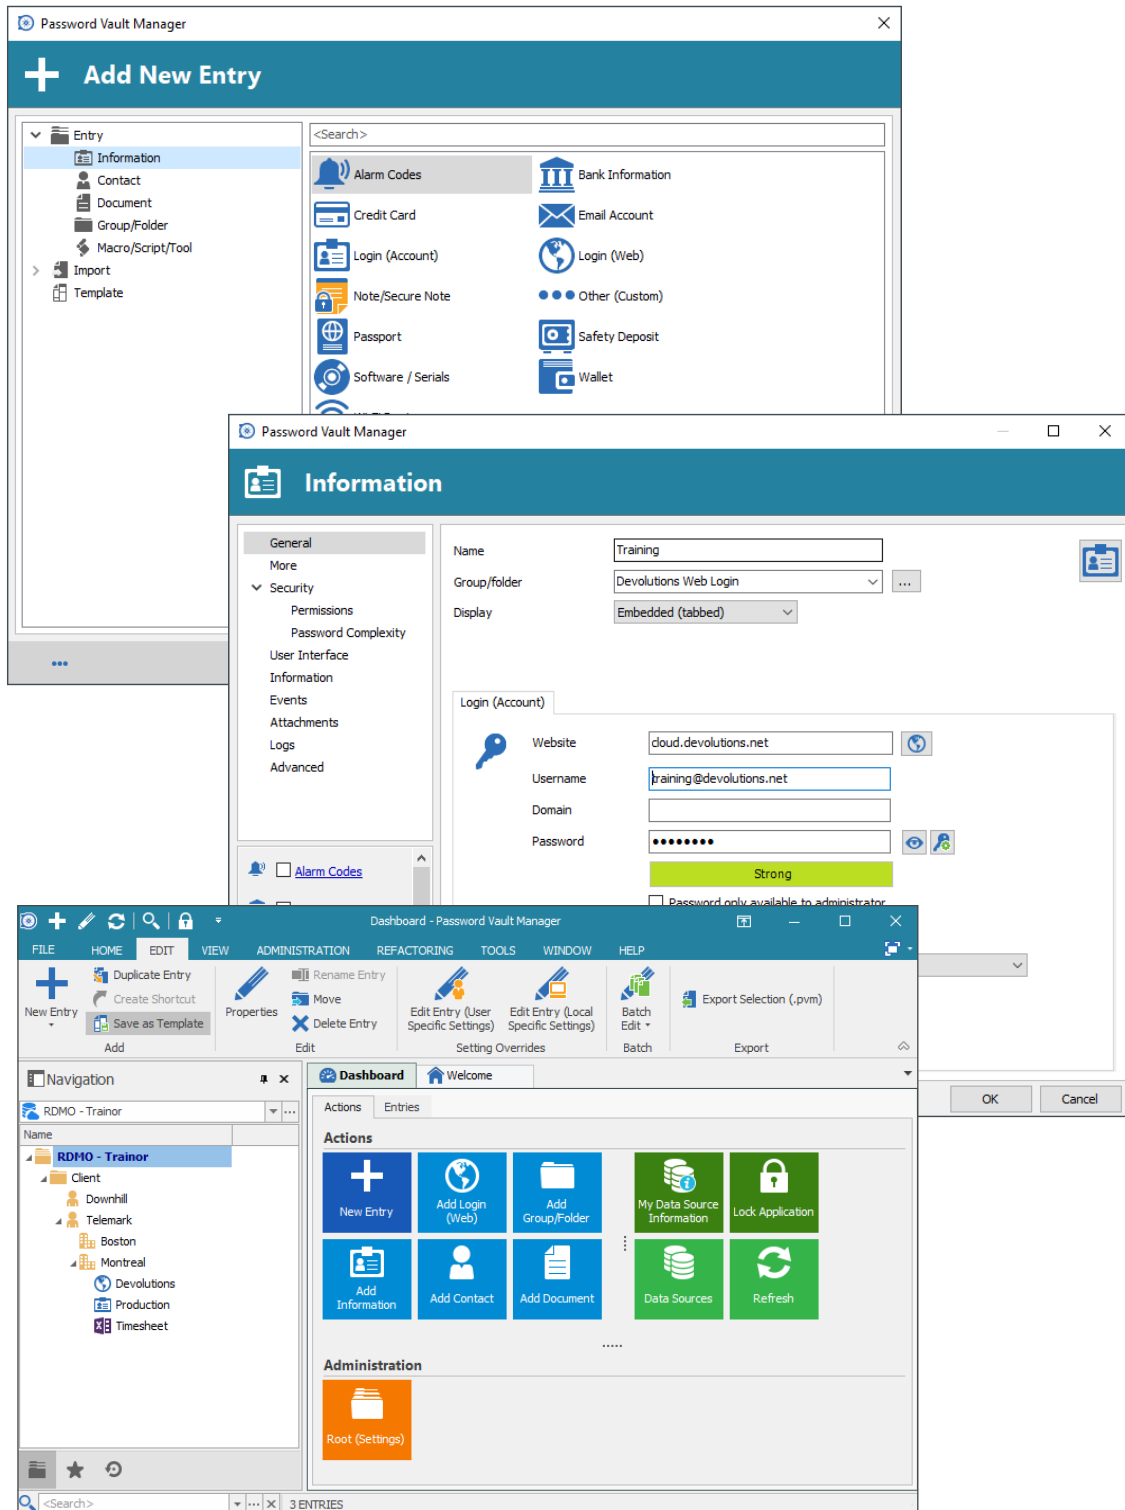 Password Vault Manager
Add New Entry
Entry
Information
Contact
Document
Group/Folder
Macro/Script/Tool
Import
Template
<Search>
Alarm Codes
Bank Information
Credit Card
Email Account
Login (Account)
Login (Web)
Note/Secure Note
Other (Custom)
Passport
Safety Deposit
Software / Serials
Wallet
Password Vault Manager
Information
General
More
Security
Permissions
Password Complexity
User Interface
Information
Events
Attachments
Logs
Advanced
Alarm Codes
Name
Training
Group/folder
Devolutions Web Login
...
Display
Embedded (tabbed)
Login (Account)
Website
cloud.devolutions.net
Username
training@devolutions.net
Domain
Password
••••••••
Strong
Password only available to administrator
OK
Cancel
Dashboard - Password Vault Manager
FILE HOME EDIT VIEW ADMINISTRATION REFACTORING TOOLS WINDOW HELP
New Entry
Duplicate Entry
Create Shortcut
Save as Template
Add
Properties
Rename Entry
Move
Delete Entry
Edit
Edit Entry (User
Specific Settings)
Edit Entry (Local
Specific Settings)
Setting Overrides
Batch
Edit
Batch
Export Selection (.pvm)
Export
Navigation
RDMO - Trainor
Name
RDMO - Trainor
Client
Downhill
Telemark
Boston
Montreal
Devolutions
Production
Timesheet
Dashboard
Welcome
Actions
Entries
Actions
New Entry
Add Login
(Web)
Add
Group/Folder
My Data Source
Information
Lock Application
Add
Information
Add Contact
Add Document
Data Sources
Refresh
Administration
Root (Settings)
<Search>
3 ENTRIES